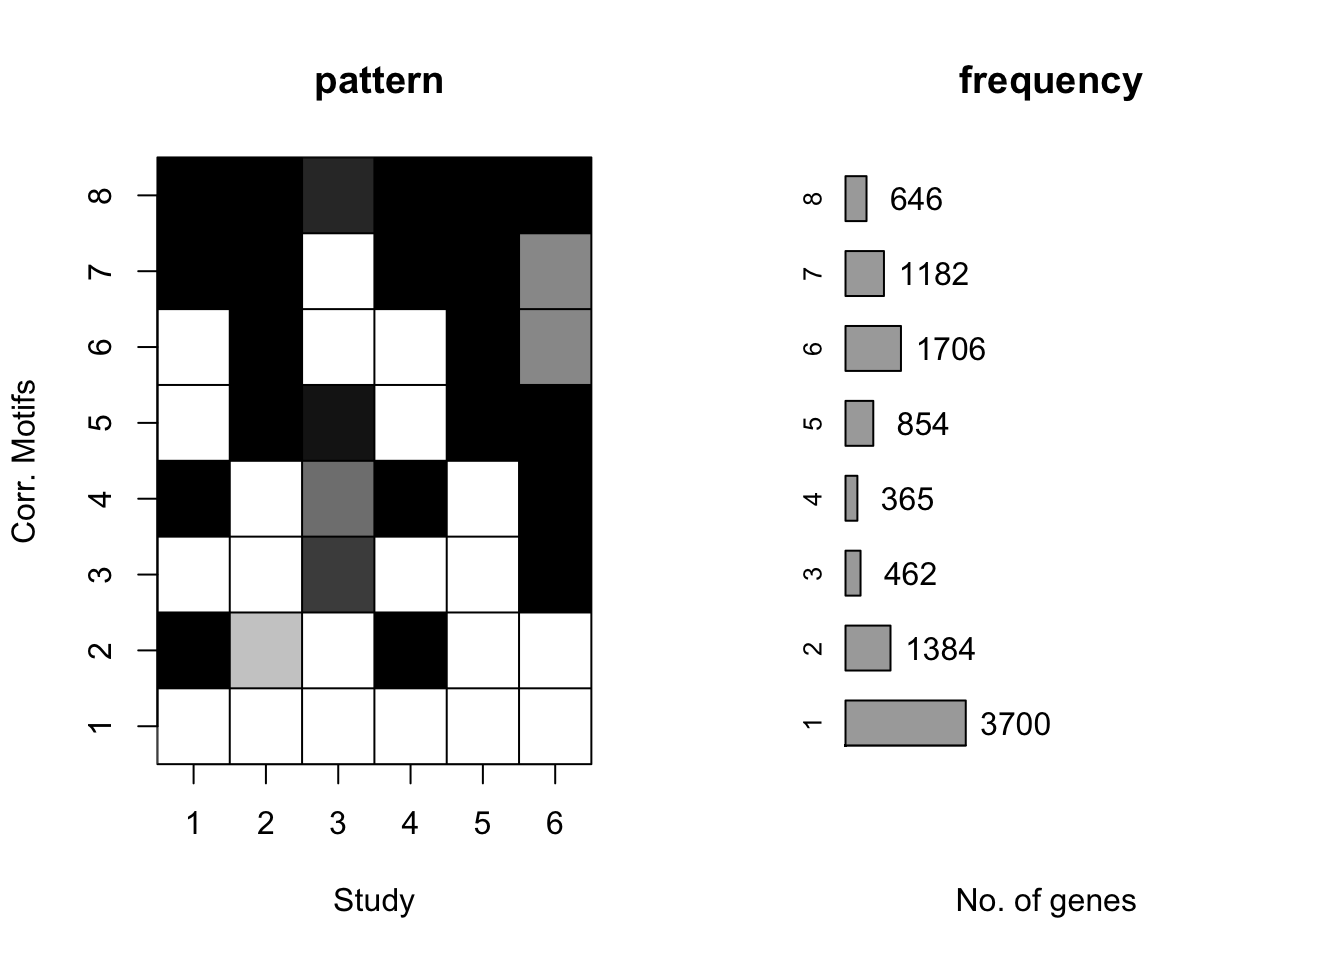 pattern
Corr. Motifs
8
7
6
5
4
3
2
1
1 2 3 4 5 6
Study
frequency
8 646
7 1182
6 1706
5 854
4 365
3 462
2 1384
1 3700
No. of genes